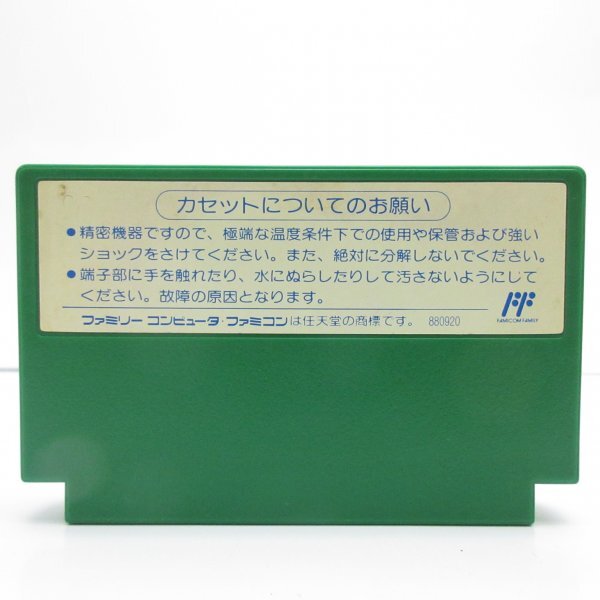 カセットについてのお願い
●精密機器ですので、極端な温度条件下での使用や保管および強い
ショックをさけてください。また、絶対に分解しないでください。
●端子部に手を触れたり、水にぬらしたりして汚さないようにして
ください。故障の原因となります。
ファミリー コンピュータ・ファミコンは任天堂の商標です。 880920
FF
FAMICOM FAMILY